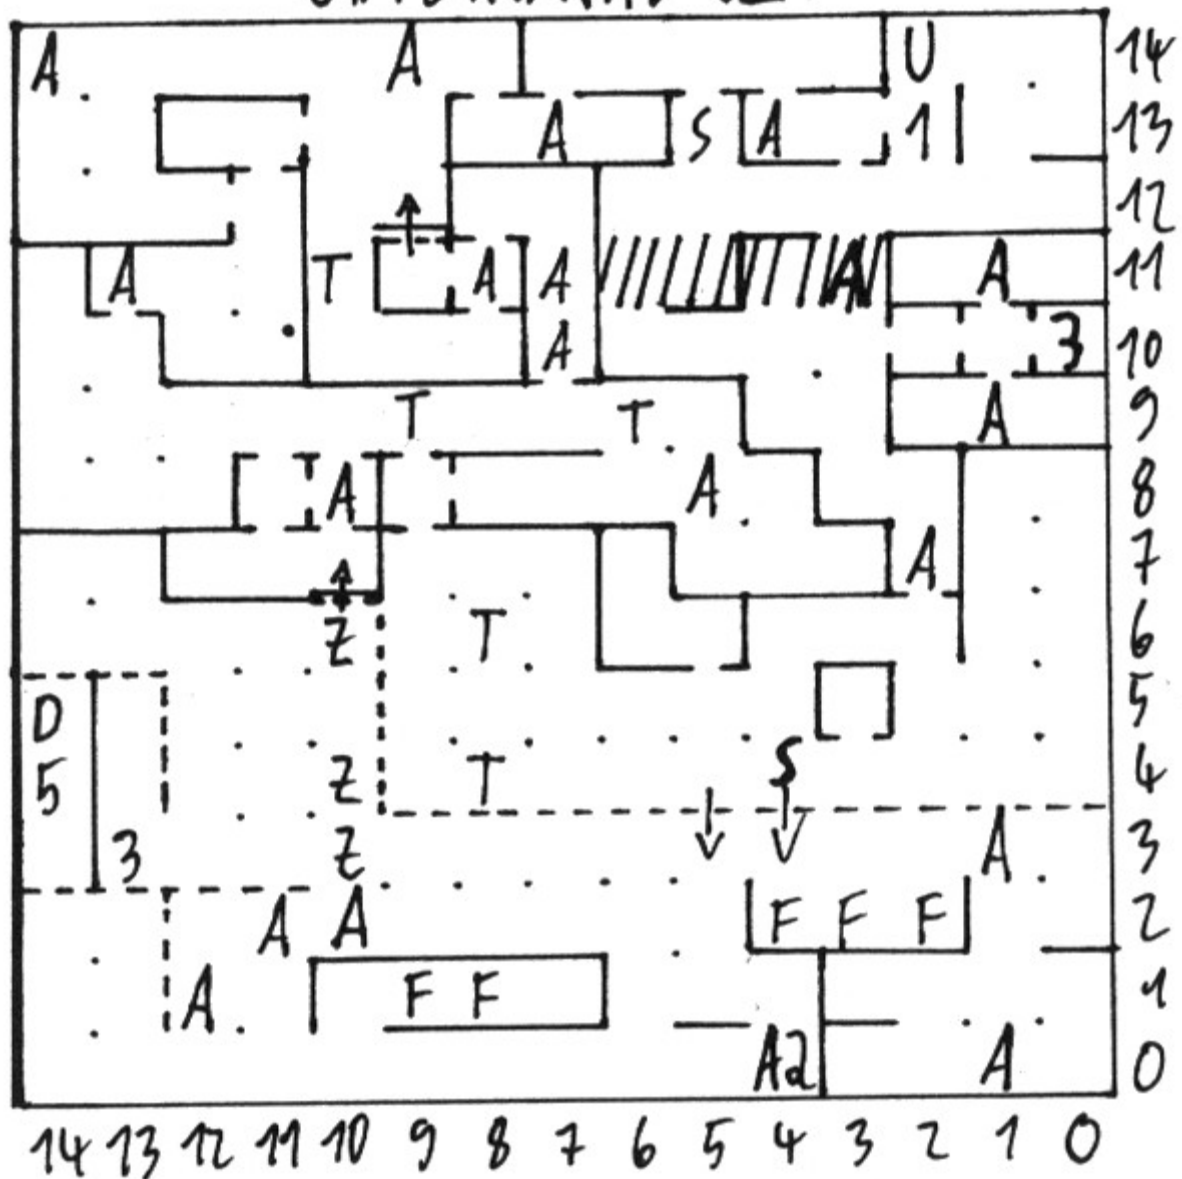 A A U 14
A S A 1 13
12
A T A A A A 11
A 3 10
T T A 9
A A 8
A 7
Z T 6
D 5
5 Z T S 4
3 Z A 3
A A F F F 2
A F F 1
A2 A 0
14 13 12 11 10 9 8 7 6 5 4 3 2 1 0